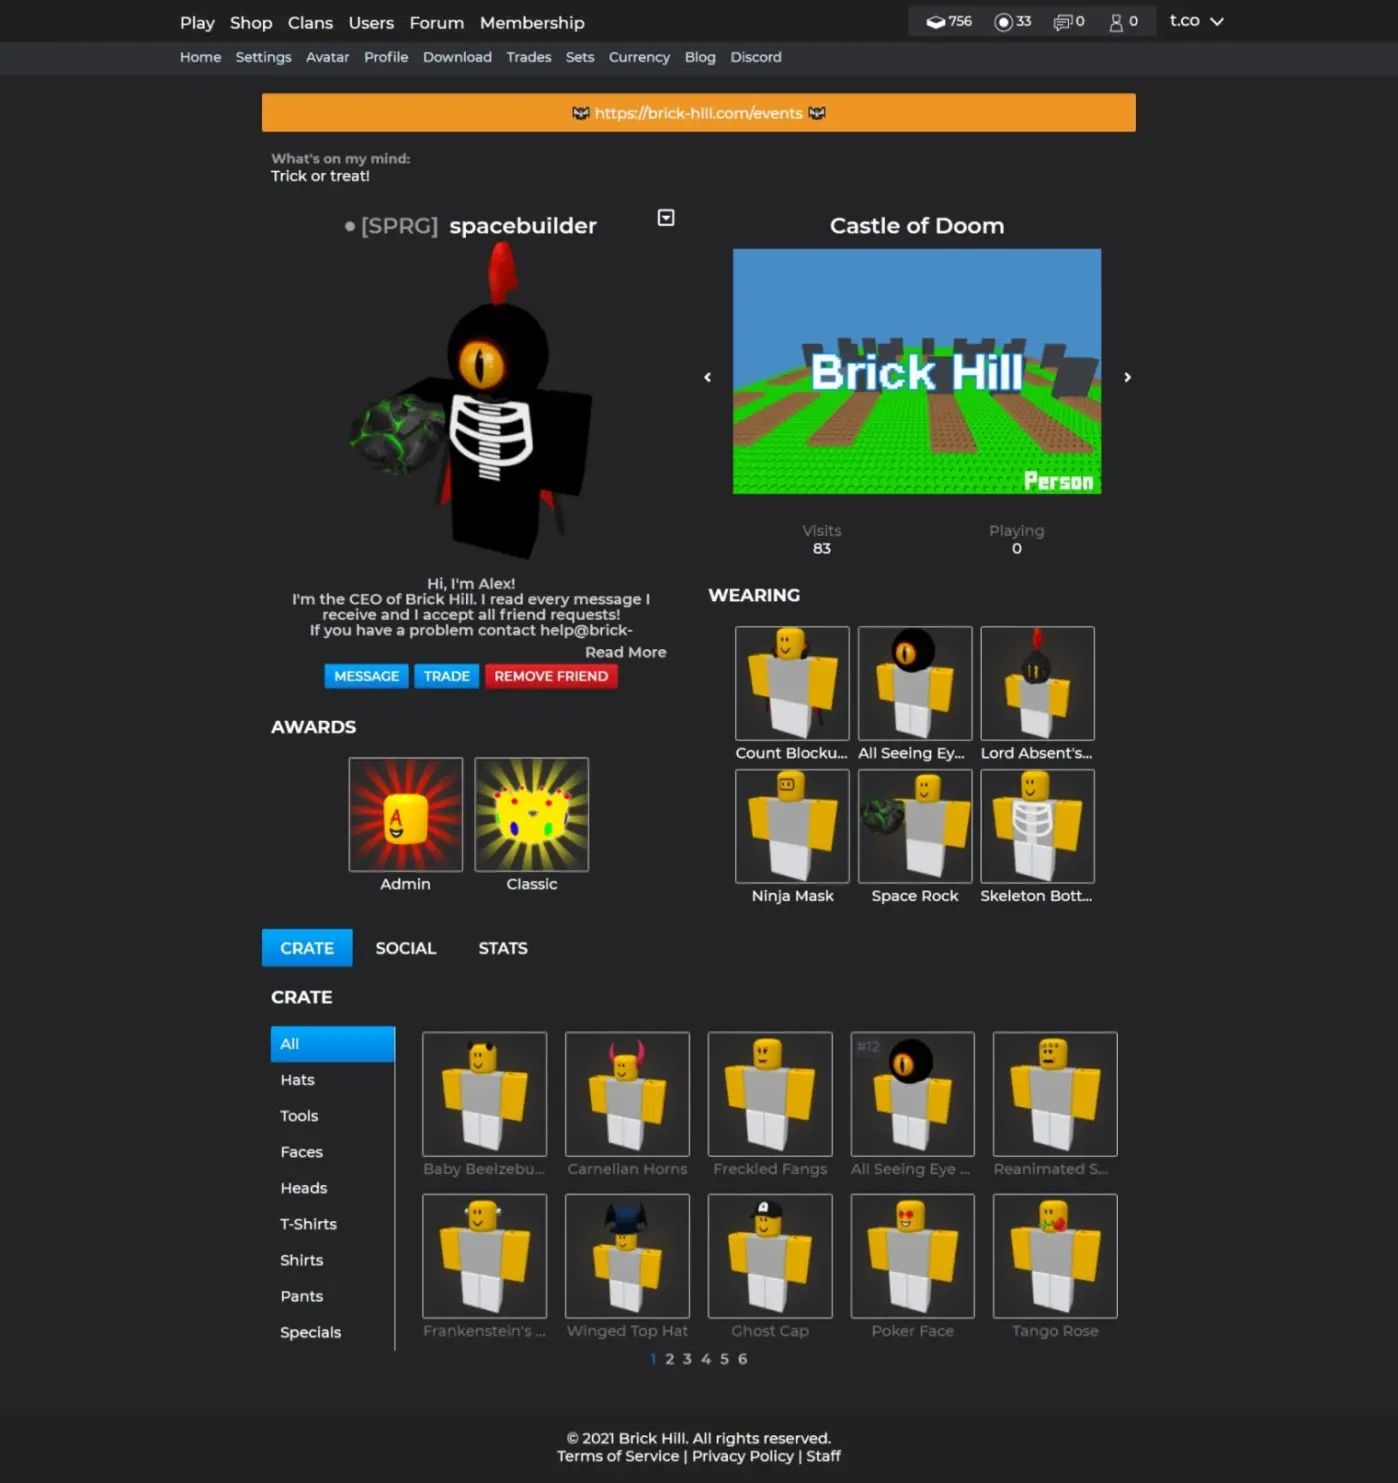 Play Shop Clans Users Forum Membership 756 33 0 0 t.co
Home Settings Avatar Profile Download Trades Sets Currency Blog Discord
https://brick-hill.com/events
What's on my mind:
Trick or treat!
[SPRG] spacebuilder
Castle of Doom
Brick Hill
Person
Visits
83
Playing
0
Hi, I'm Alex!
I'm the CEO of Brick Hill. I read every message I
receive and I accept all friend requests!
If you have a problem contact help@brick-
Read More
MESSAGE TRADE REMOVE FRIEND
AWARDS
Admin Classic
WEARING
Count Blocku... All Seeing Ey... Lord Absent's...
Ninja Mask Space Rock Skeleton Bott...
CRATE SOCIAL STATS
CRATE
All
Hats
Tools
Faces
Heads
T-Shirts
Shirts
Pants
Specials
#12
Baby Beelzebu... Carnelian Horns Freckled Fangs All Seeing Eye ... Reanimated S...
Frankenstein's ... Winged Top Hat Ghost Cap Poker Face Tango Rose
1 2 3 4 5 6
© 2021 Brick Hill. All rights reserved.
Terms of Service | Privacy Policy | Staff